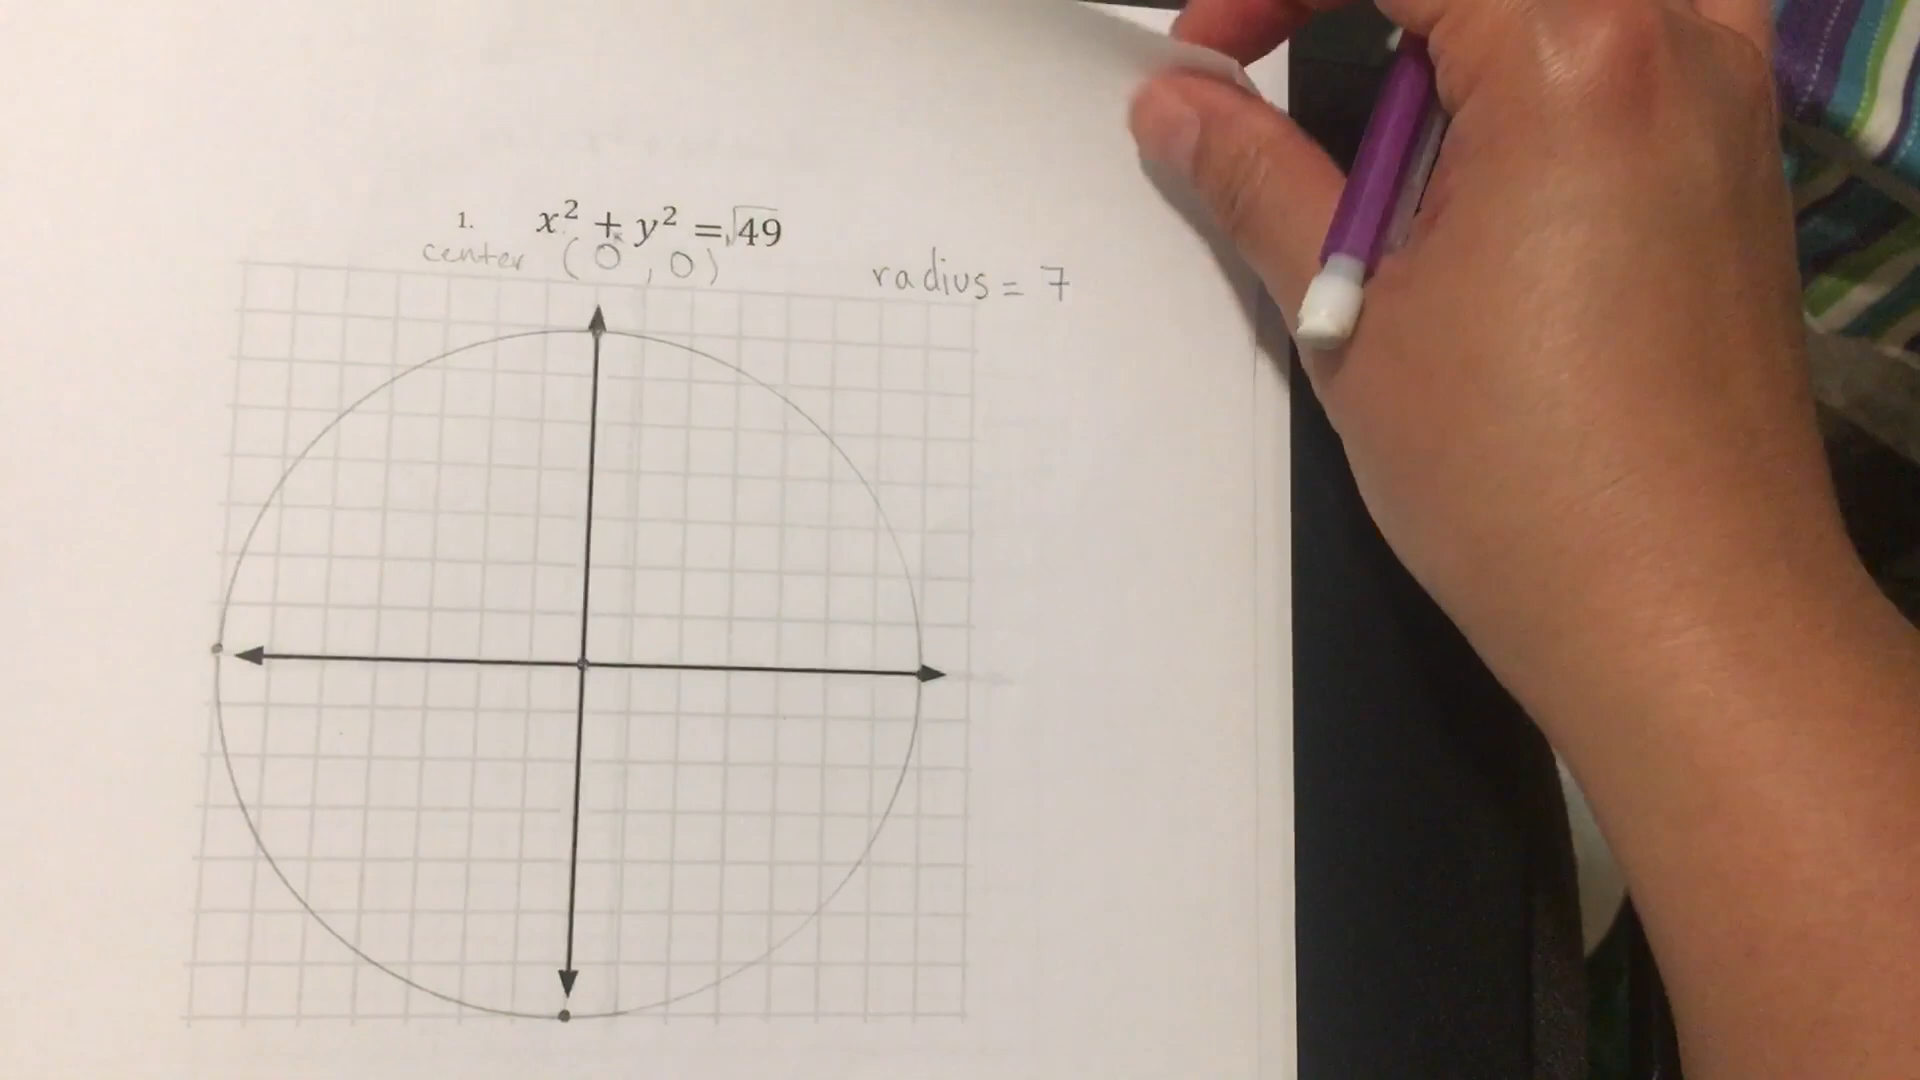 1. x² + y² = √49
center (0, 0)
radius = 7